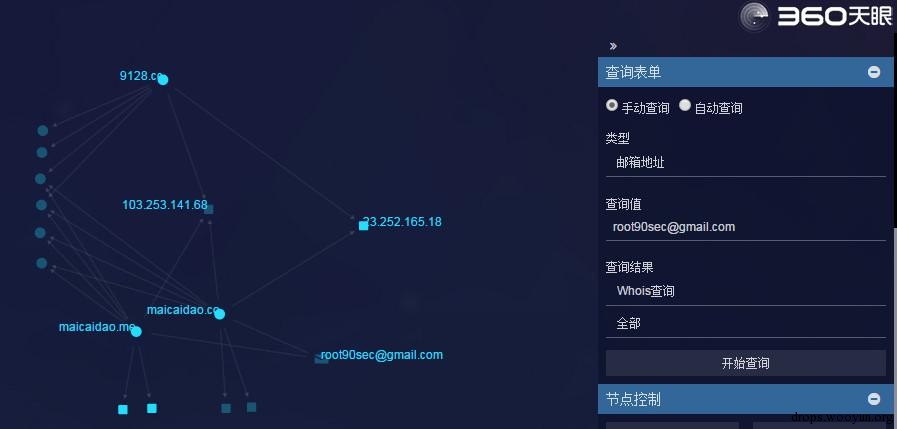 360天眼
»
查询表单
手动查询 自动查询
类型
邮箱地址
查询值
root90sec@gmail.com
查询结果
Whois查询
全部
开始查询
节点控制
9128.cc
103.253.141.68
23.252.165.18
maicaidao.co
maicaidao.me
root90sec@gmail.com
drops.wooyun.org